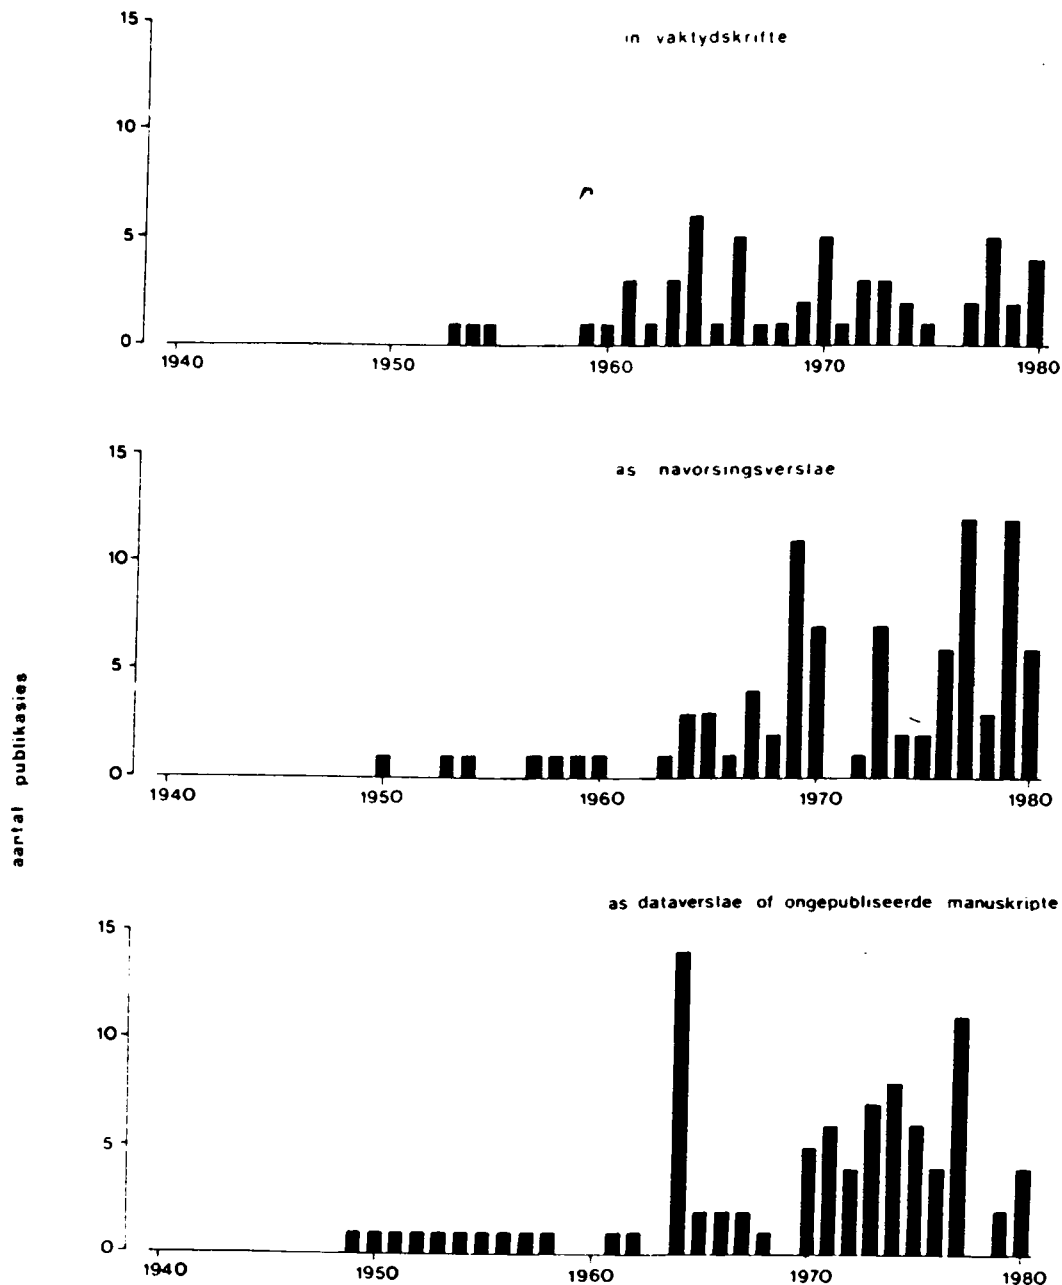 in vaktydskrifte
15
10
5
0
1940 1950 1960 1970 1980
as navorsingsverslae
15
10
5
0
1940 1950 1960 1970 1980
aantal publikasies
as dataverslae of ongepubliseerde manuskripte
15
10
5
0
1940 1950 1960 1970 1980